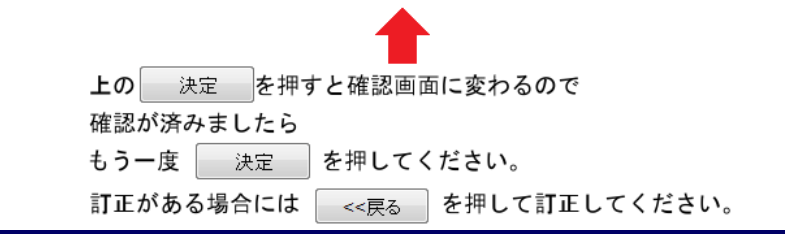 上の 決定 を押すと確認画面に変わるので
確認が済みましたら
もう一度 決定 を押してください。
訂正がある場合には <<戻る を押して訂正してください。